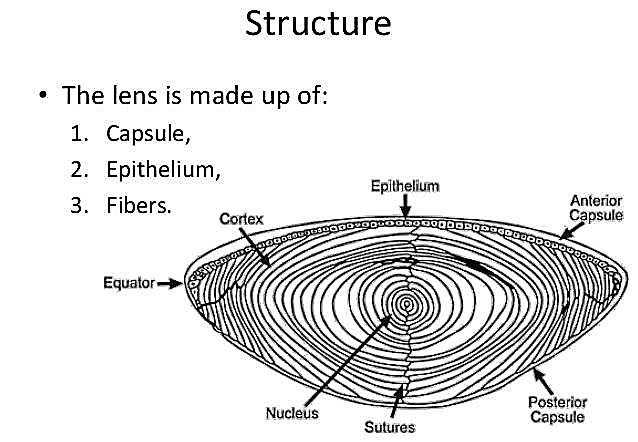 Structure
• The lens is made up of:
1. Capsule,
2. Epithelium,
3. Fibers.
Epithelium
Anterior
Capsule
Cortex
Equator
Nucleus
Sutures
Posterior
Capsule